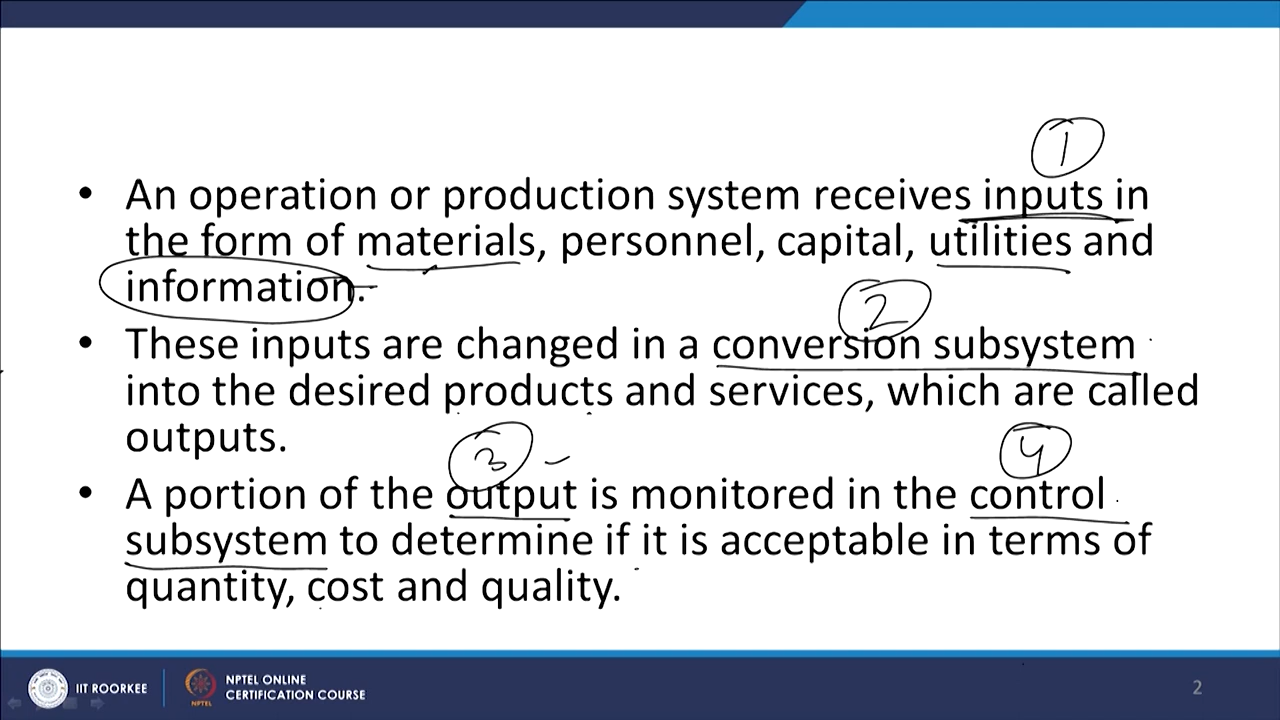 1
• An operation or production system receives inputs in
the form of materials, personnel, capital, utilities and
information.
2
• These inputs are changed in a conversion subsystem
into the desired products and services, which are called
outputs.
3 4
• A portion of the output is monitored in the control
subsystem to determine if it is acceptable in terms of
quantity, cost and quality.
IIT ROORKEE
NPTEL
NPTEL ONLINE
CERTIFICATION COURSE
2